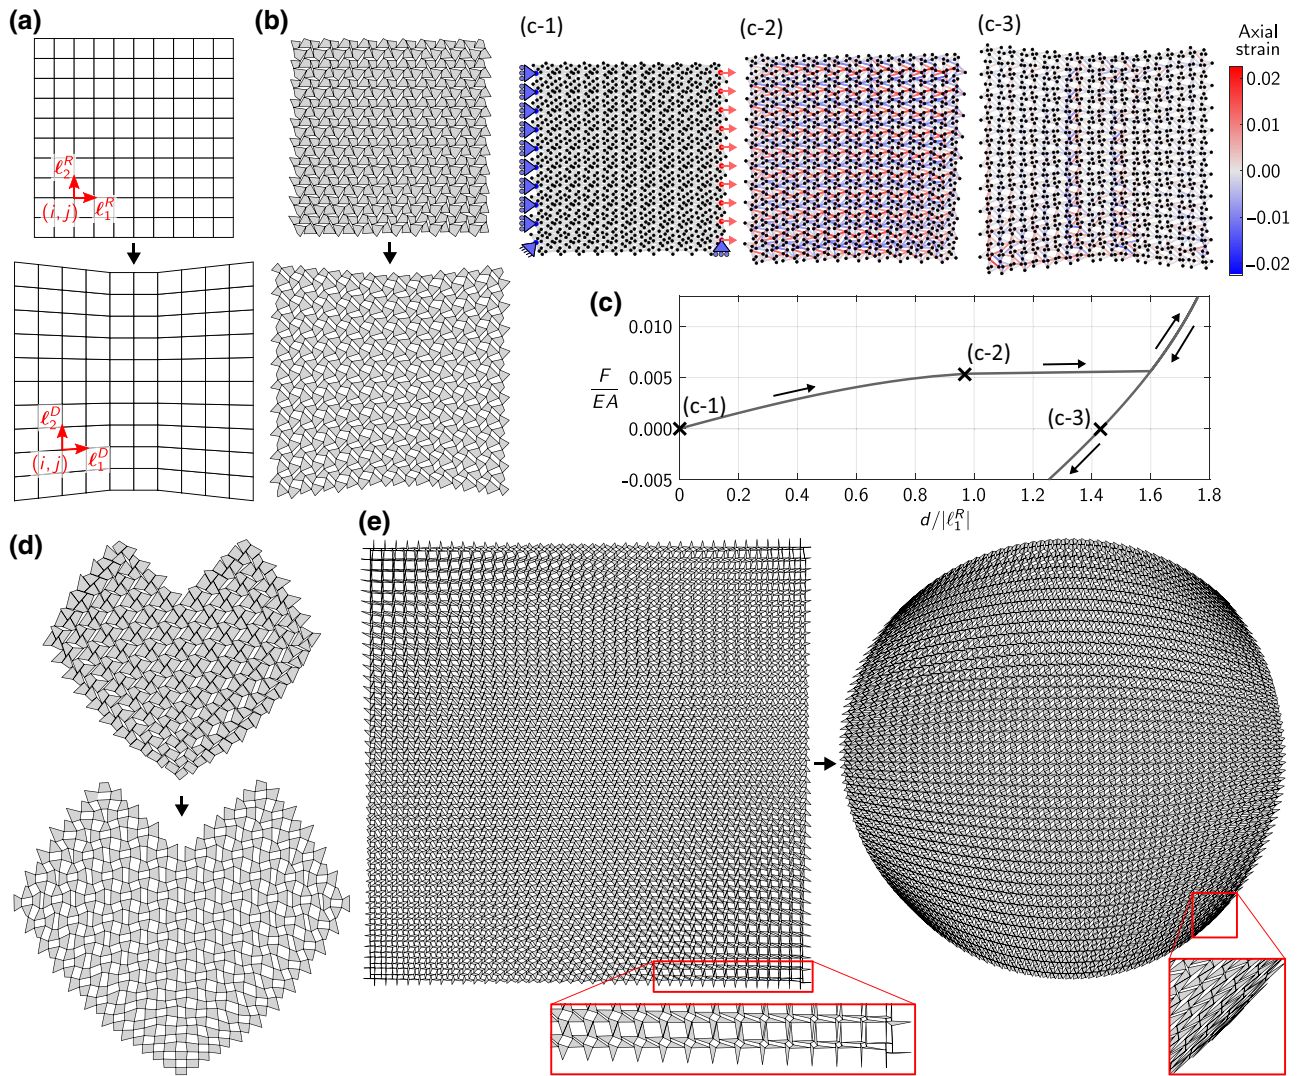 (a)
ℓ₂ᴿ
(i, j)
ℓ₁ᴿ
ℓ₂ᴰ
(i, j)
ℓ₁ᴰ
(b)
(c-1)
(c-2)
(c-3)
Axial
strain
0.02
0.01
0.00
−0.01
−0.02
(c)
F
EA
0.010
0.005
0.000
-0.005
(c-1)
(c-2)
(c-3)
0
0.2
0.4
0.6
0.8
1.0
1.2
1.4
1.6
1.8
d/|ℓ₁ᴿ|
(d)
(e)